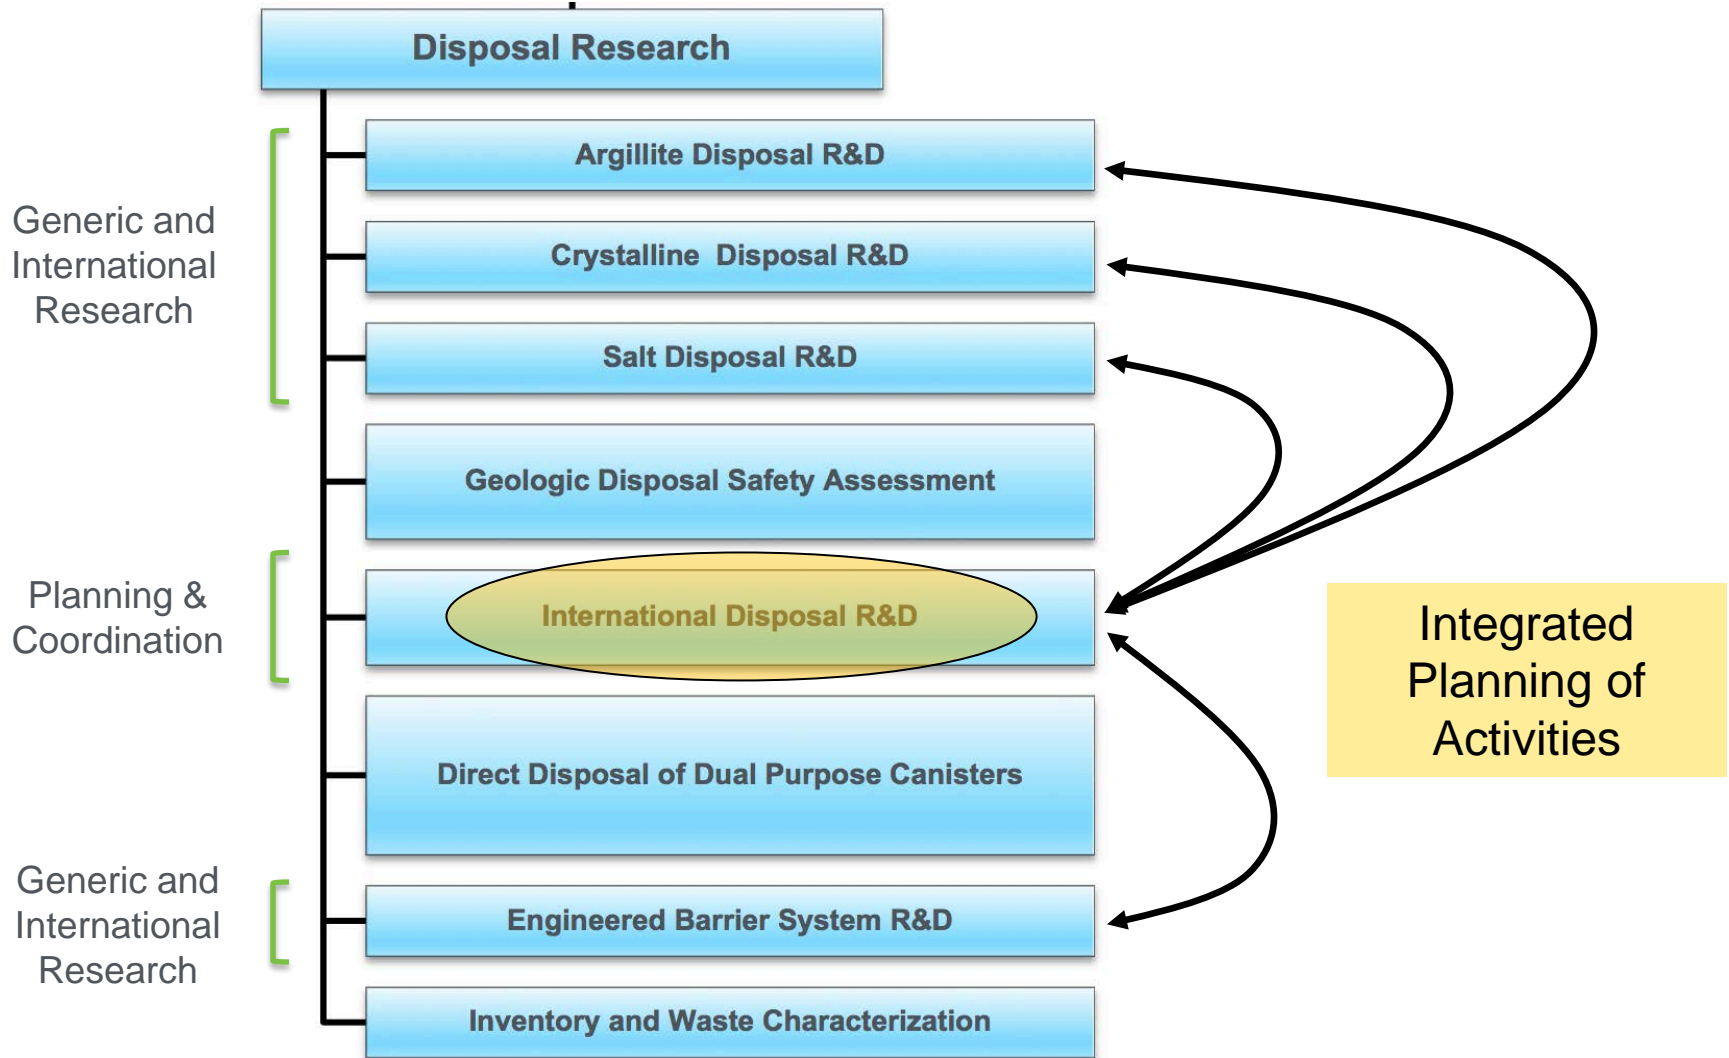 Disposal Research
Generic and
International
Research
Argillite Disposal R&D
Crystalline Disposal R&D
Salt Disposal R&D
Geologic Disposal Safety Assessment
Planning &
Coordination
International Disposal R&D
Integrated
Planning of
Activities
Direct Disposal of Dual Purpose Canisters
Generic and
International
Research
Engineered Barrier System R&D
Inventory and Waste Characterization